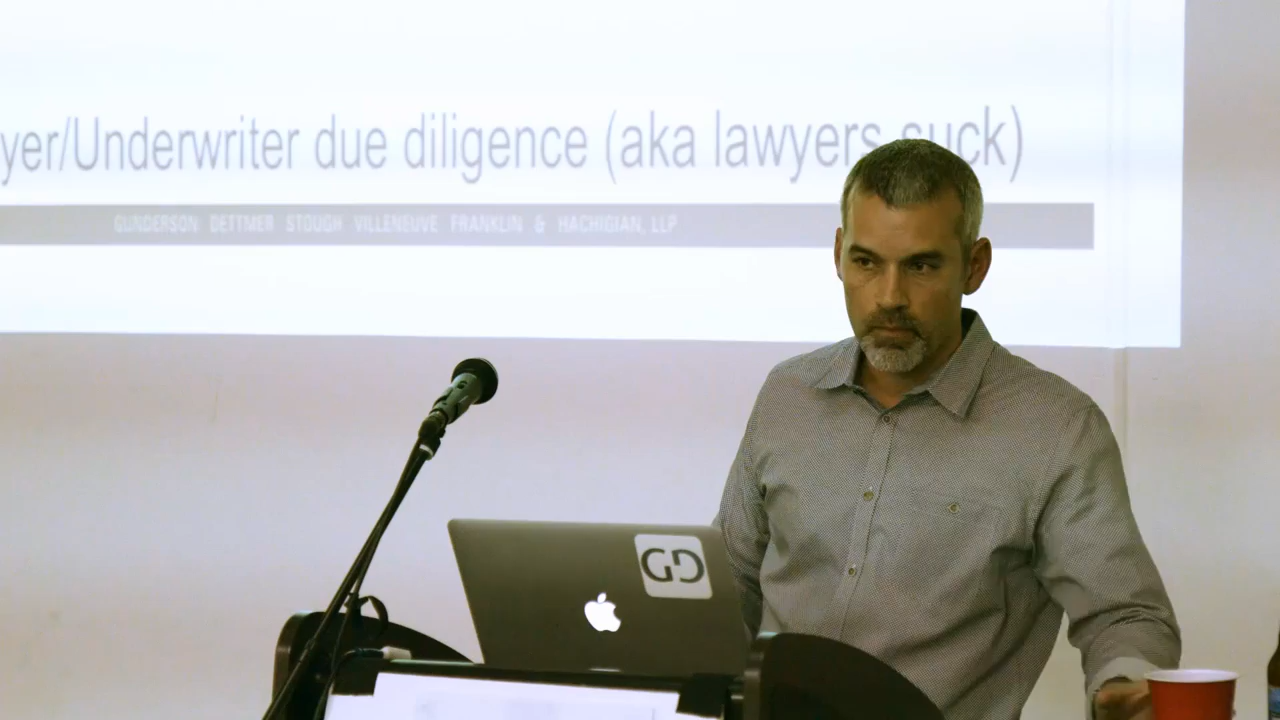 yer/Underwriter due diligence (aka lawyers suck)
GUNDERSON DETTMER STOUGH VILLENEUVE FRANKLIN & HACHIGIAN, LLP
GD